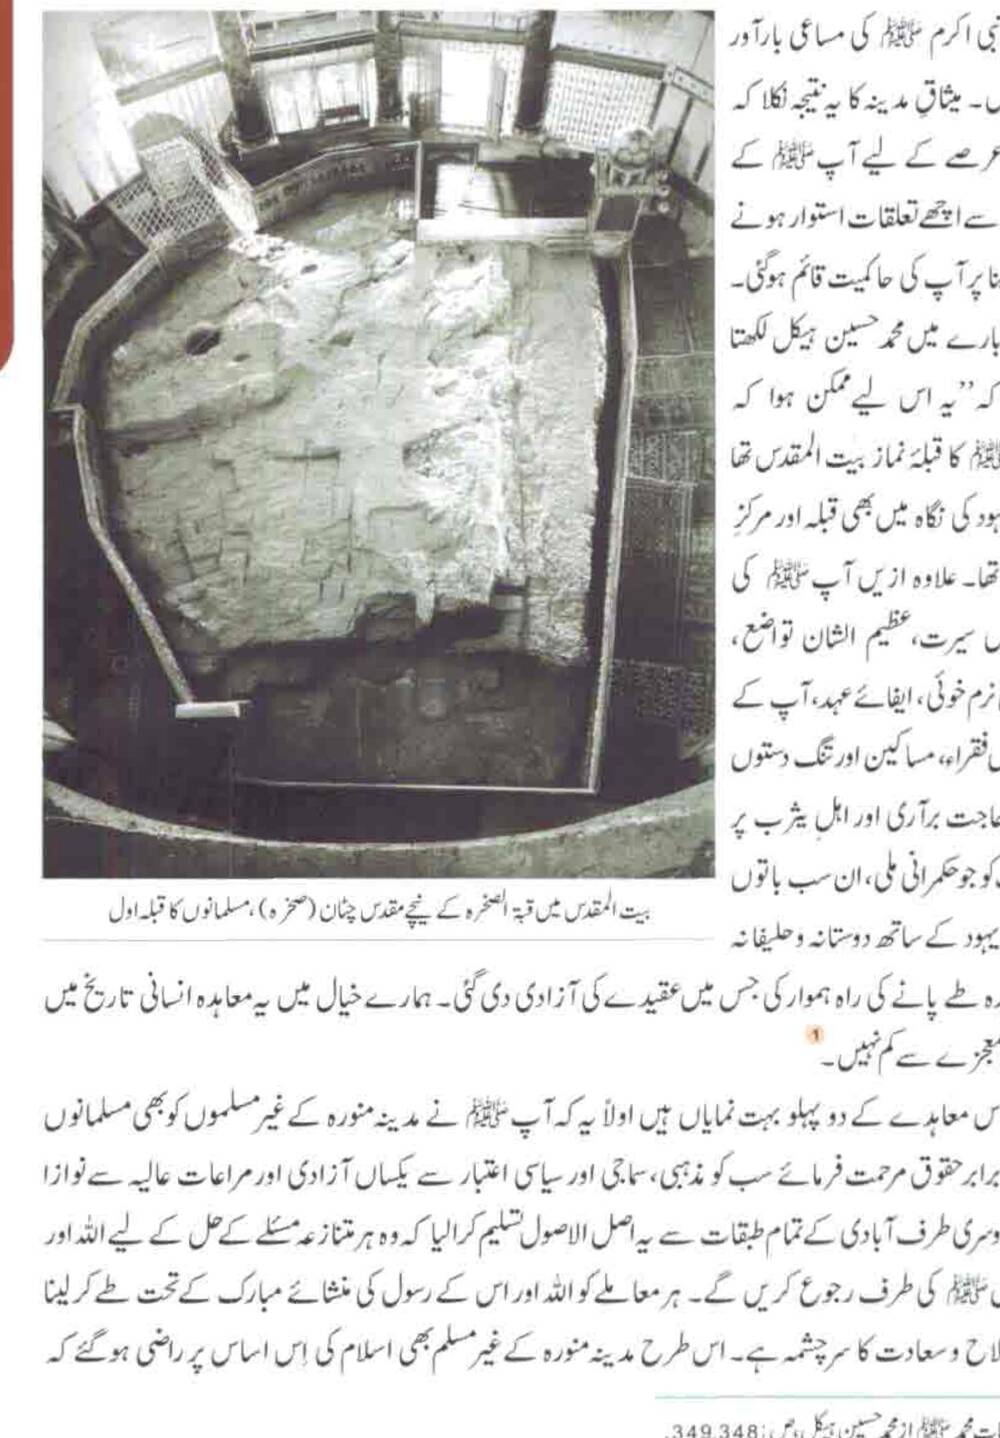 نبی اکرم ﷺ کی مساعی بارآور
۔ میثاقِ مدینہ کا یہ نتیجہ نکلا کہ
عرصے کے لیے آپ ﷺ کے
سے اچھے تعلقات استوار ہونے
پر آپ کی حاکمیت قائم ہوگئی۔
بارے میں محمد حسین ہیکل لکھتا
کہ ”یہ اس لیے ممکن ہوا کہ
ﷺ کا قبلۂ نماز بیت المقدس تھا
کی نگاہ میں بھی قبلہ اور مرکزِ
تھا۔ علاوہ ازیں آپ ﷺ کی
سیرت، عظیم الشان تواضع،
نرم خوئی، ایفائے عہد، آپ کے
فقراء، مساکین اور تنگ دستوں
حاجت برآری اور اہلِ یثرب پر
کو جو حکمرانی ملی، ان سب باتوں
یہود کے ساتھ دوستانہ و حلیفانہ
بیت المقدس میں قبۃ الصخرہ کے نیچے مقدس چٹان (صخرہ)، مسلمانوں کا قبلہ اول
طے پانے کی راہ ہموار کی جس میں عقیدے کی آزادی دی گئی۔ ہمارے خیال میں یہ معاہدہ انسانی تاریخ میں
معجزے سے کم نہیں۔ ①
معاہدے کے دو پہلو بہت نمایاں ہیں اولاً یہ کہ آپ ﷺ نے مدینہ منورہ کے غیر مسلموں کو بھی مسلمانوں
برابر حقوق مرحمت فرمائے سب کو مذہبی، سماجی اور سیاسی اعتبار سے یکساں آزادی اور مراعات عالیہ سے نوازا
طرف آبادی کے تمام طبقات سے یہ اصل الاصول تسلیم کرالیا کہ وہ ہر متنازعہ مسئلے کے حل کے لیے اللہ اور
ﷺ کی طرف رجوع کریں گے۔ ہر معاملے کو اللہ اور اس کے رسول کی منشائے مبارک کے تحت طے کر لینا
و سعادت کا سرچشمہ ہے۔ اس طرح مدینہ منورہ کے غیر مسلم بھی اسلام کی اِس اساس پر راضی ہوگئے کہ
محمد ﷺ از محمد حسین ہیکل، ص: 349,348.